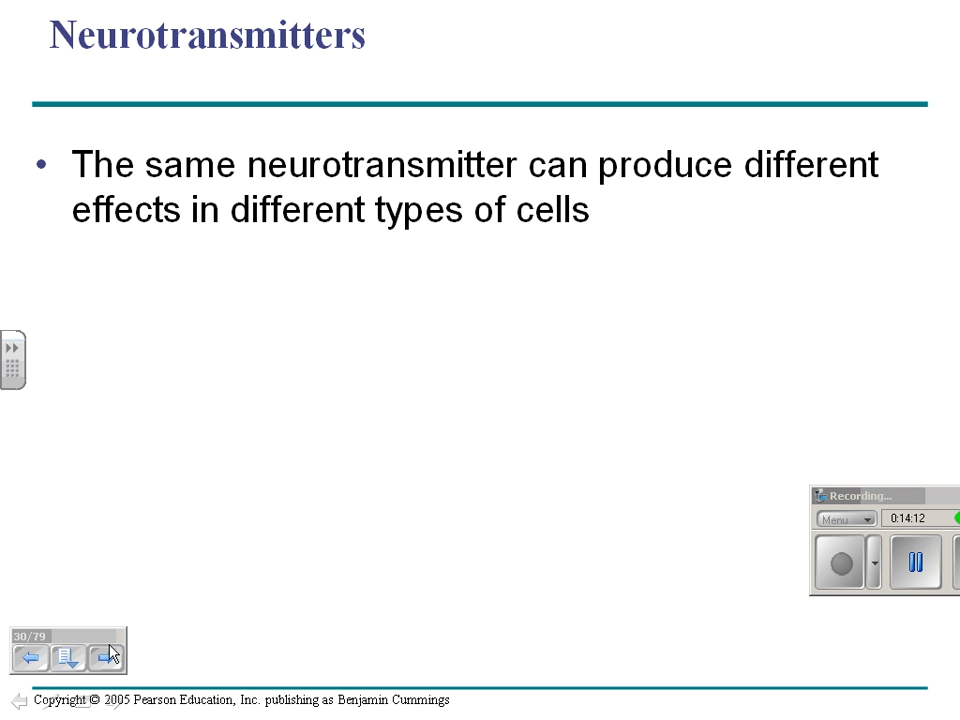 Neurotransmitters
• The same neurotransmitter can produce different
effects in different types of cells
Recording...
Menu
0:14:12
30/79
Copyright © 2005 Pearson Education, Inc. publishing as Benjamin Cummings